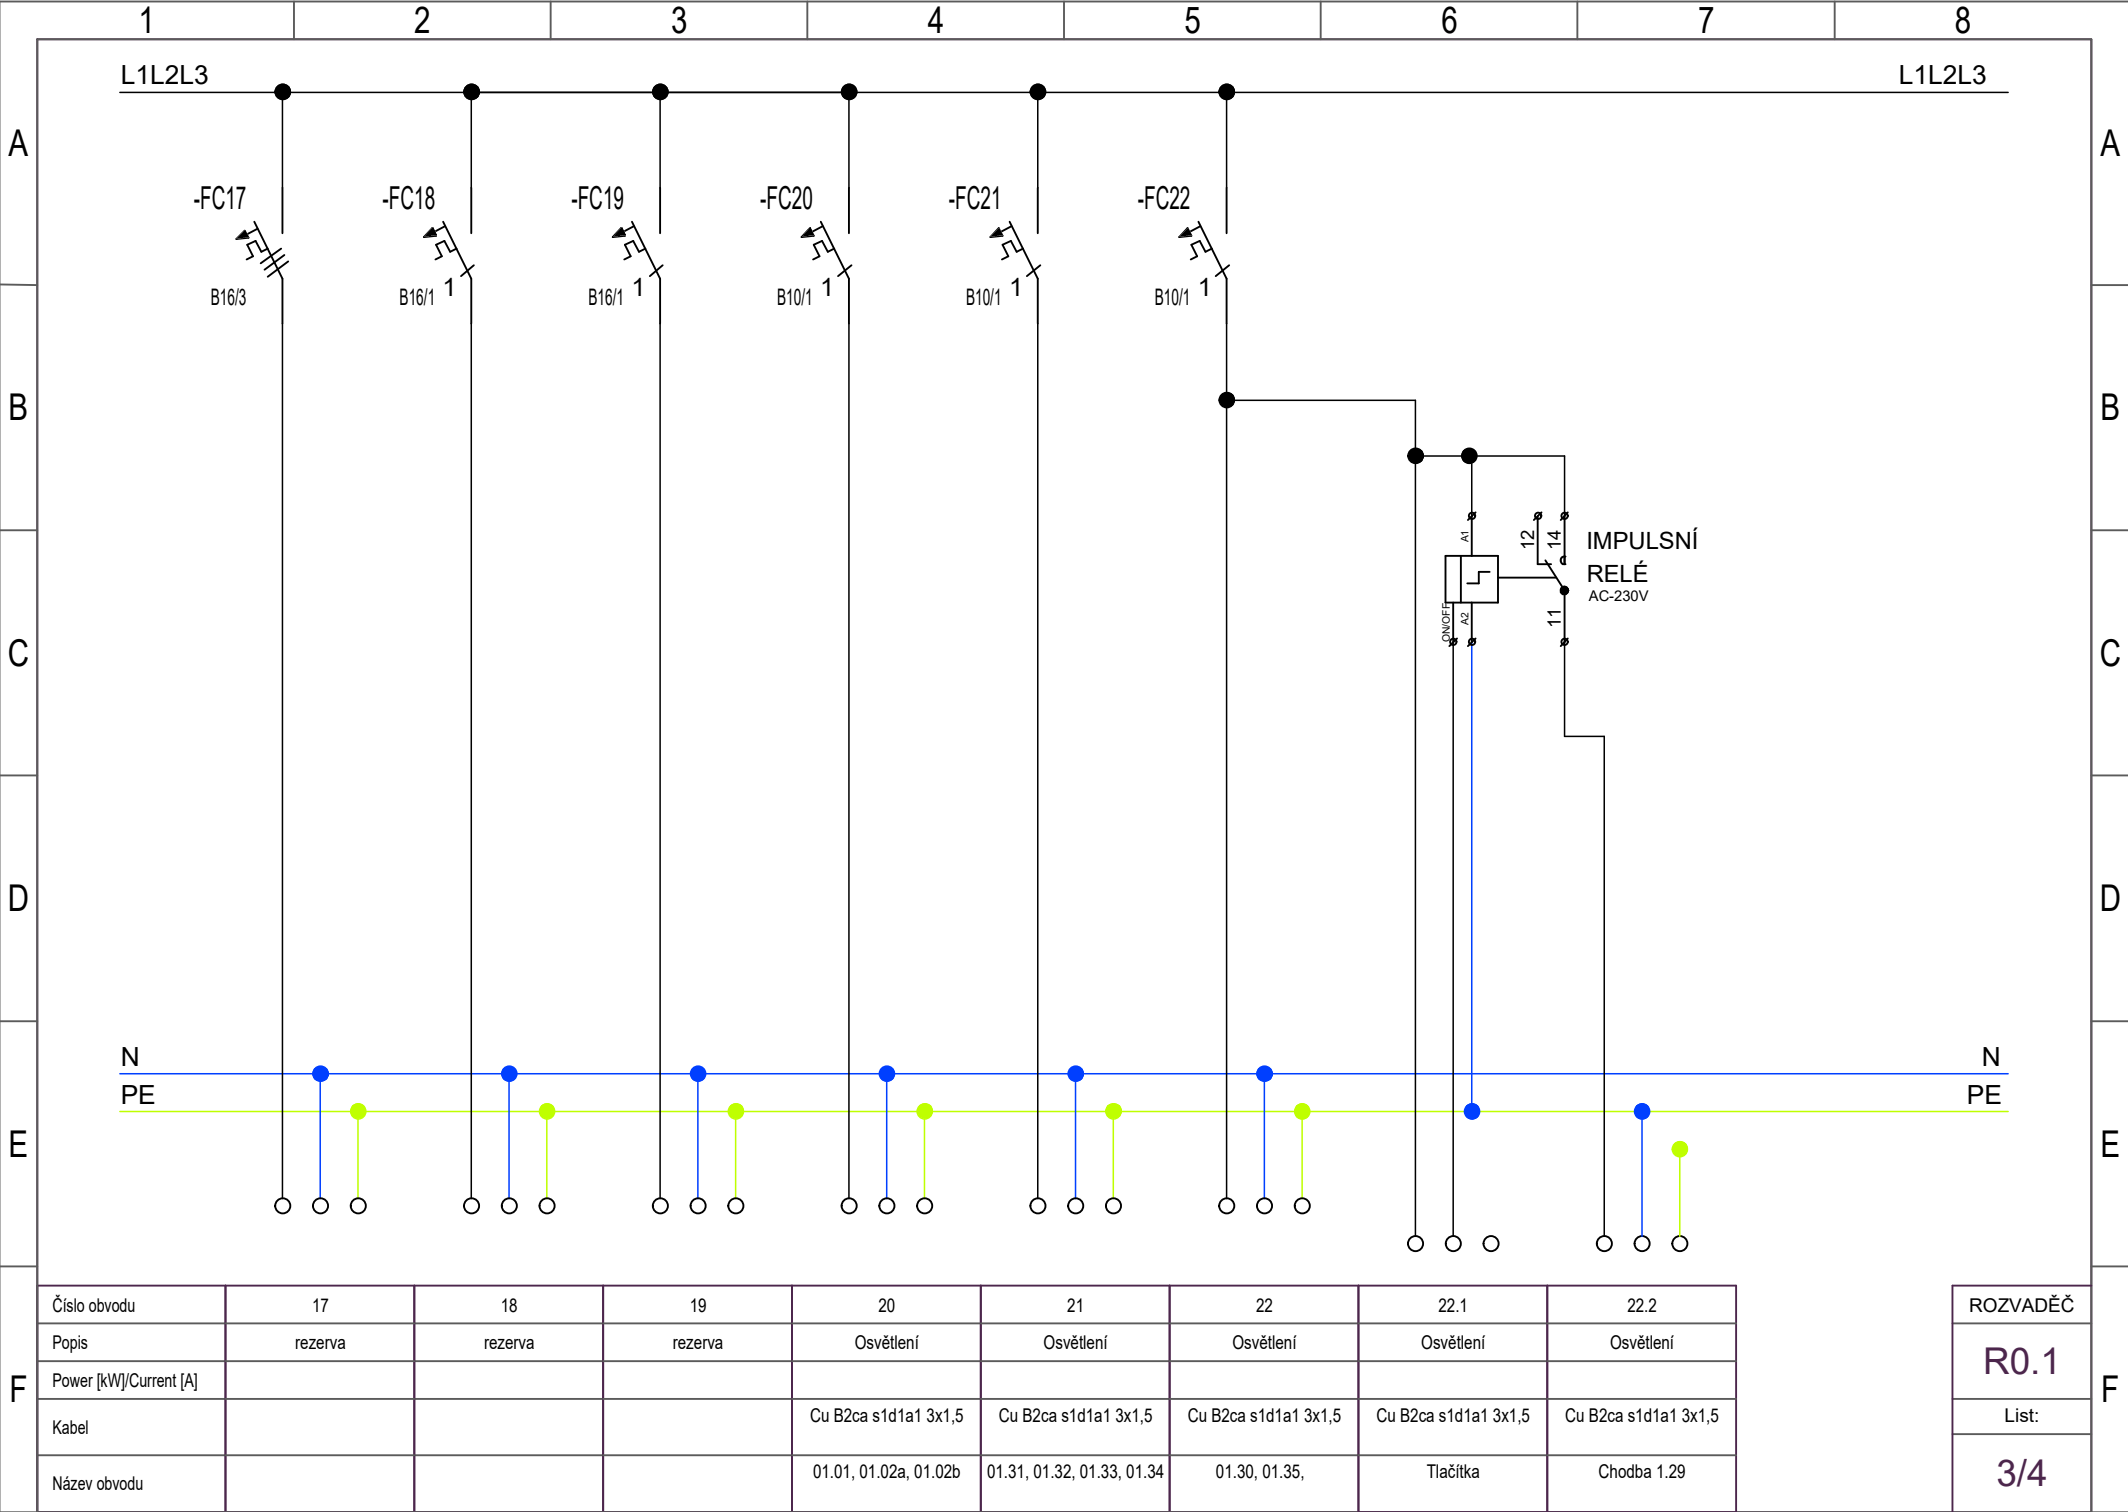 1 2 3 4 5 6 7 8
L1L2L3 L1L2L3
A A
-FC17 -FC18 -FC19 -FC20 -FC21 -FC22
B16/3 B16/1 1 B16/1 1 B10/1 1 B10/1 1 B10/1 1
B B
A1 12 14 IMPULSNÍ
RELÉ
AC-230V
ON/OFF A2 11
C C
D D
N N
PE PE
E E
Číslo obvodu 17 18 19 20 21 22 22.1 22.2
Popis rezerva rezerva rezerva Osvětlení Osvětlení Osvětlení Osvětlení Osvětlení
Power [kW]/Current [A]
Kabel Cu B2ca s1d1a1 3x1,5 Cu B2ca s1d1a1 3x1,5 Cu B2ca s1d1a1 3x1,5 Cu B2ca s1d1a1 3x1,5 Cu B2ca s1d1a1 3x1,5
Název obvodu 01.01, 01.02a, 01.02b 01.31, 01.32, 01.33, 01.34 01.30, 01.35, Tlačítka Chodba 1.29
F F
ROZVADĚČ
R0.1
List:
3/4